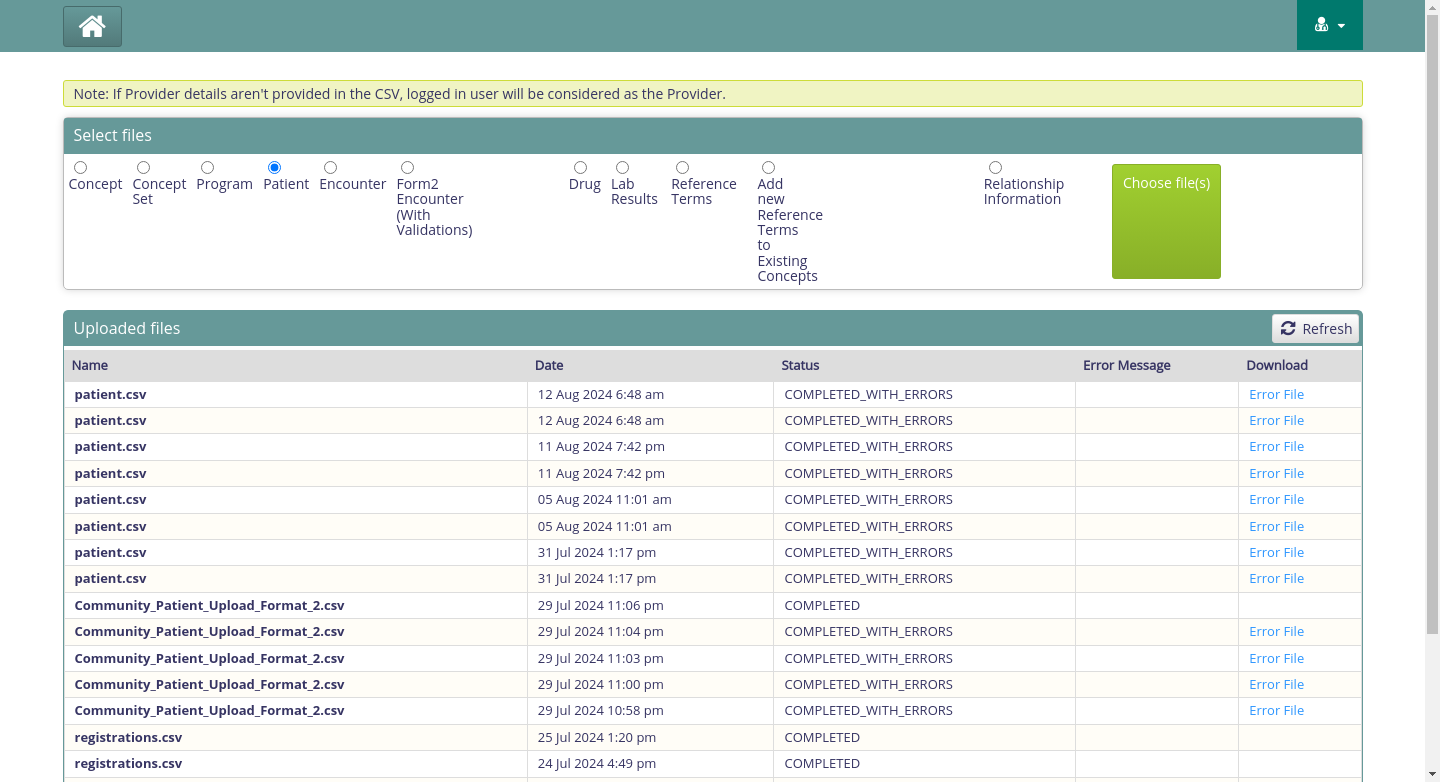 Note: If Provider details aren't provided in the CSV, logged in user will be considered as the Provider.
Select files
Concept
Concept Set
Program
Patient
Encounter
Form2 Encounter (With Validations)
Drug
Lab Results
Reference Terms
Add new Reference Terms to Existing Concepts
Relationship Information
Choose file(s)
Uploaded files
Refresh
Name Date Status Error Message Download
patient.csv 12 Aug 2024 6:48 am COMPLETED_WITH_ERRORS Error File
patient.csv 12 Aug 2024 6:48 am COMPLETED_WITH_ERRORS Error File
patient.csv 11 Aug 2024 7:42 pm COMPLETED_WITH_ERRORS Error File
patient.csv 11 Aug 2024 7:42 pm COMPLETED_WITH_ERRORS Error File
patient.csv 05 Aug 2024 11:01 am COMPLETED_WITH_ERRORS Error File
patient.csv 05 Aug 2024 11:01 am COMPLETED_WITH_ERRORS Error File
patient.csv 31 Jul 2024 1:17 pm COMPLETED_WITH_ERRORS Error File
patient.csv 31 Jul 2024 1:17 pm COMPLETED_WITH_ERRORS Error File
Community_Patient_Upload_Format_2.csv 29 Jul 2024 11:06 pm COMPLETED
Community_Patient_Upload_Format_2.csv 29 Jul 2024 11:04 pm COMPLETED_WITH_ERRORS Error File
Community_Patient_Upload_Format_2.csv 29 Jul 2024 11:03 pm COMPLETED_WITH_ERRORS Error File
Community_Patient_Upload_Format_2.csv 29 Jul 2024 11:00 pm COMPLETED_WITH_ERRORS Error File
Community_Patient_Upload_Format_2.csv 29 Jul 2024 10:58 pm COMPLETED_WITH_ERRORS Error File
registrations.csv 25 Jul 2024 1:20 pm COMPLETED
registrations.csv 24 Jul 2024 4:49 pm COMPLETED